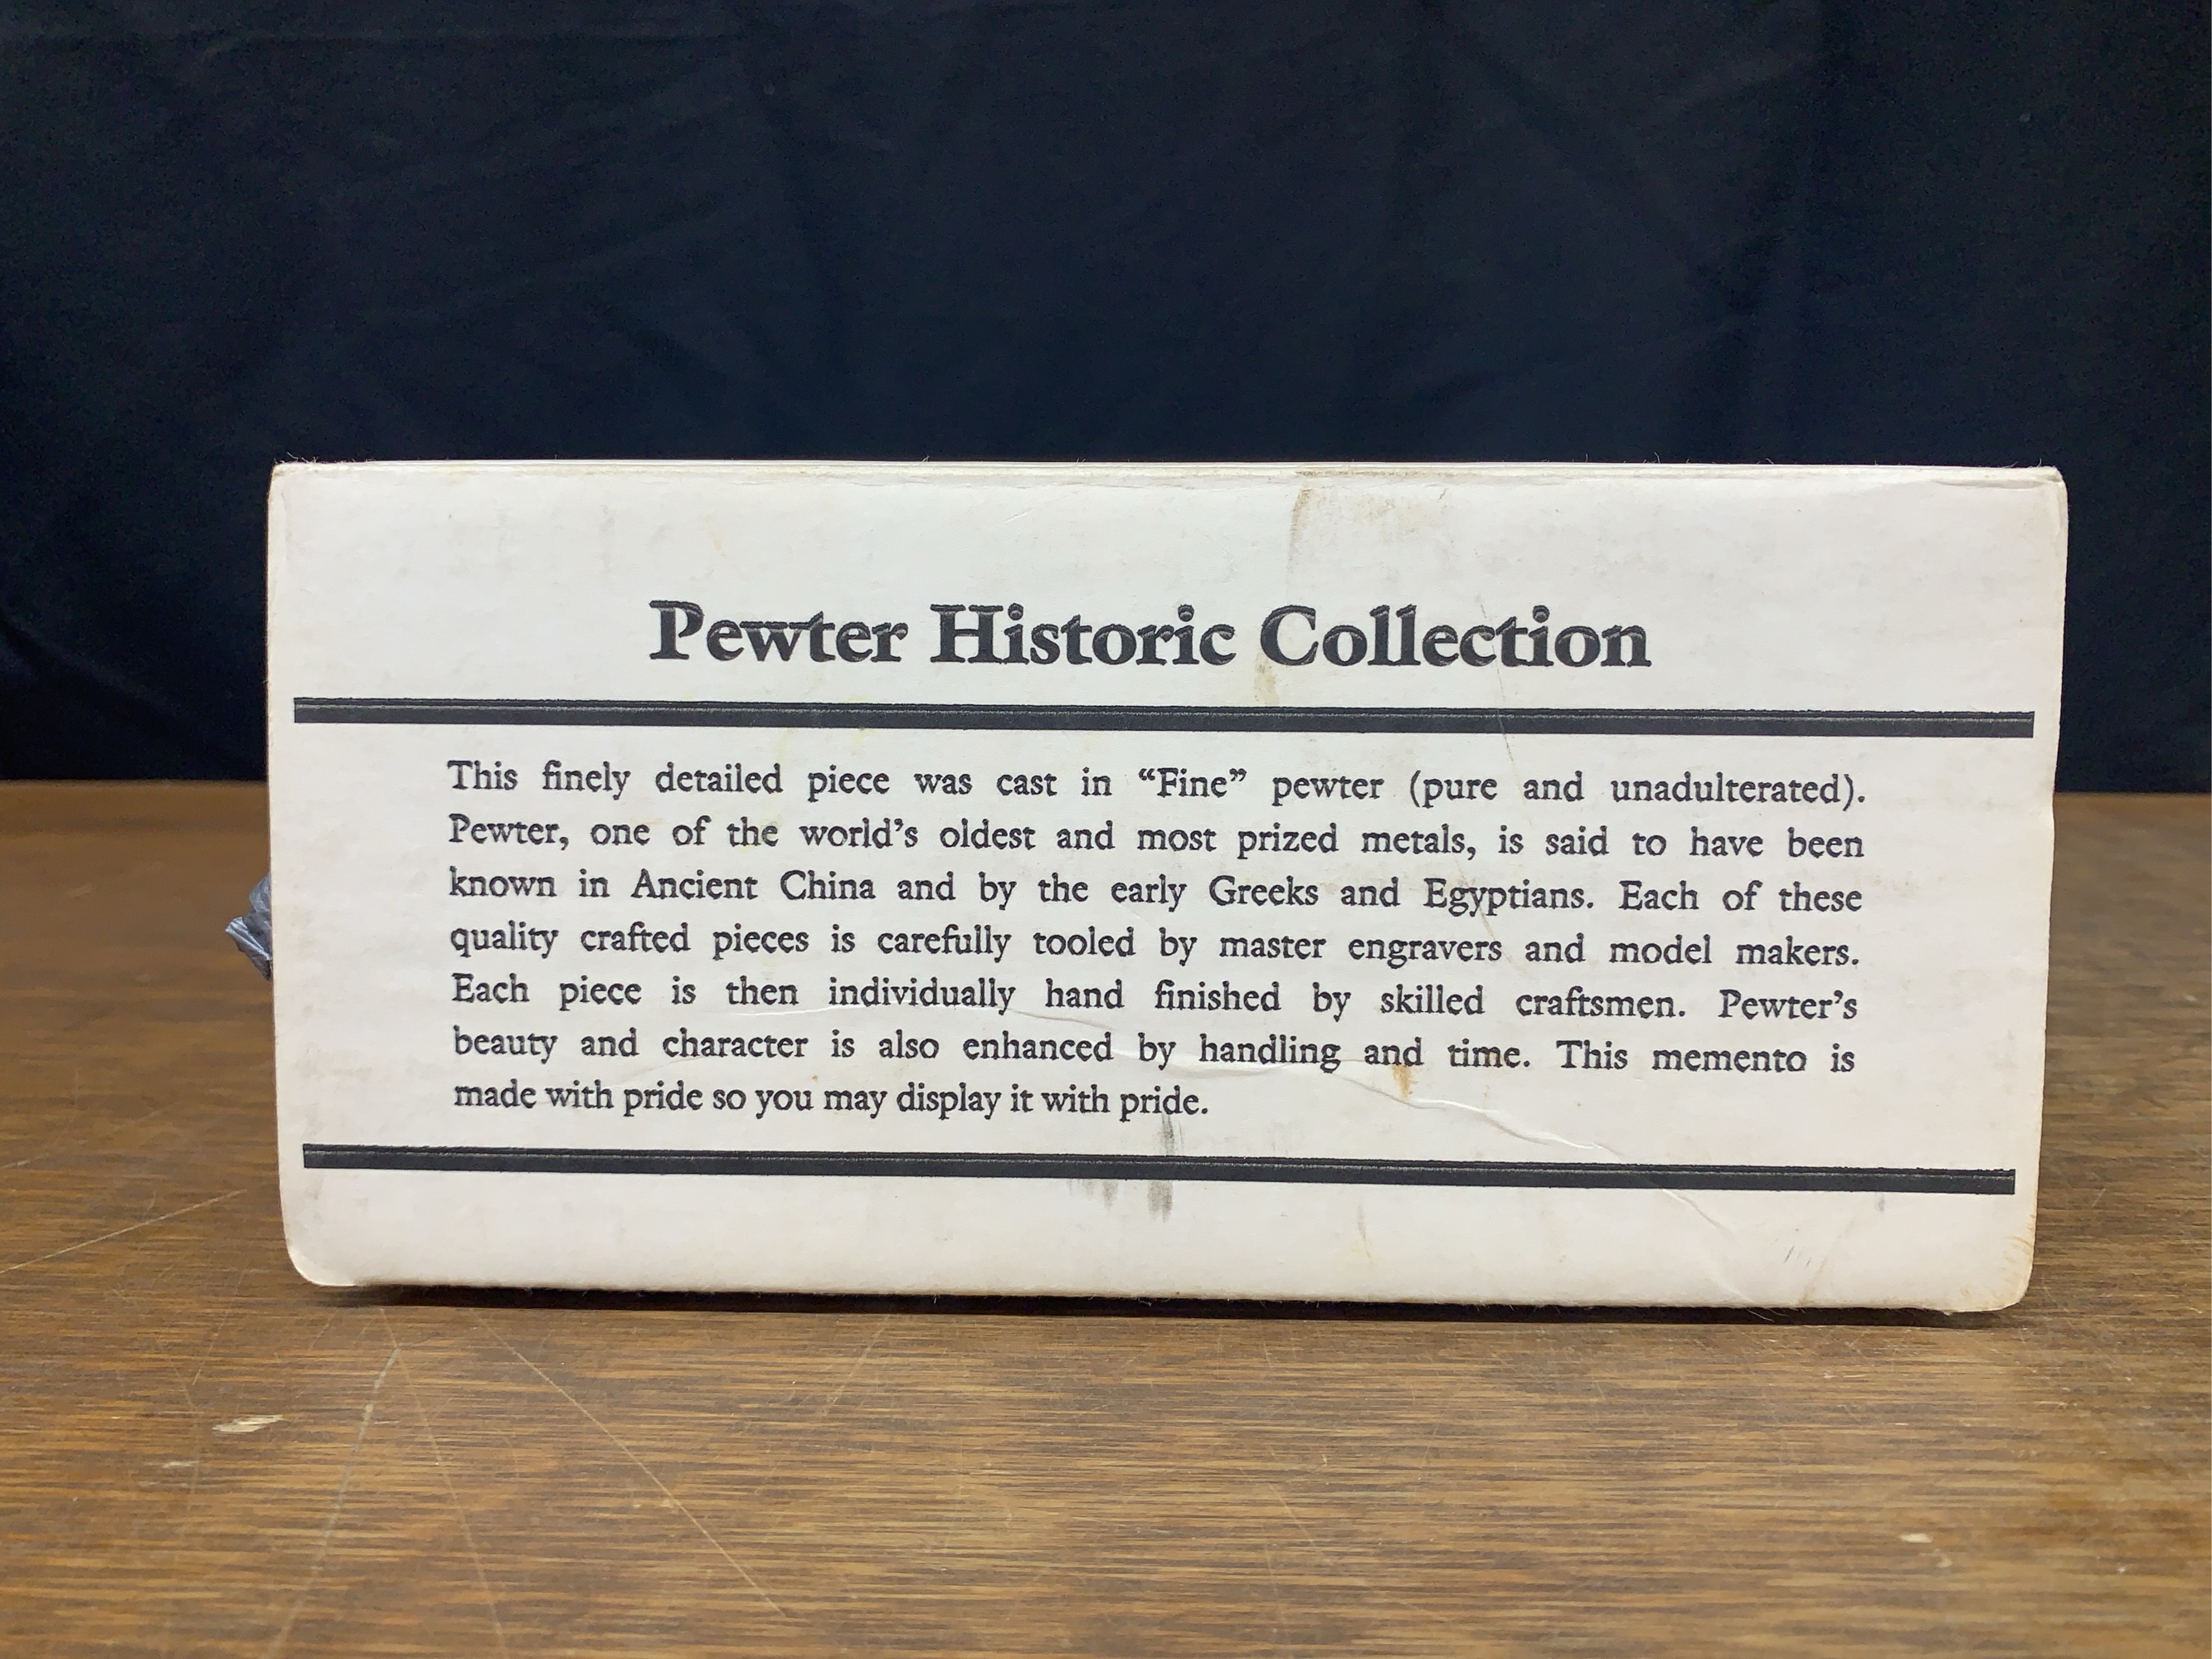 Pewter Historic Collection
This finely detailed piece was cast in “Fine” pewter (pure and unadulterated).
Pewter, one of the world’s oldest and most prized metals, is said to have been
known in Ancient China and by the early Greeks and Egyptians. Each of these
quality crafted pieces is carefully tooled by master engravers and model makers.
Each piece is then individually hand finished by skilled craftsmen. Pewter’s
beauty and character is also enhanced by handling and time. This memento is
made with pride so you may display it with pride.